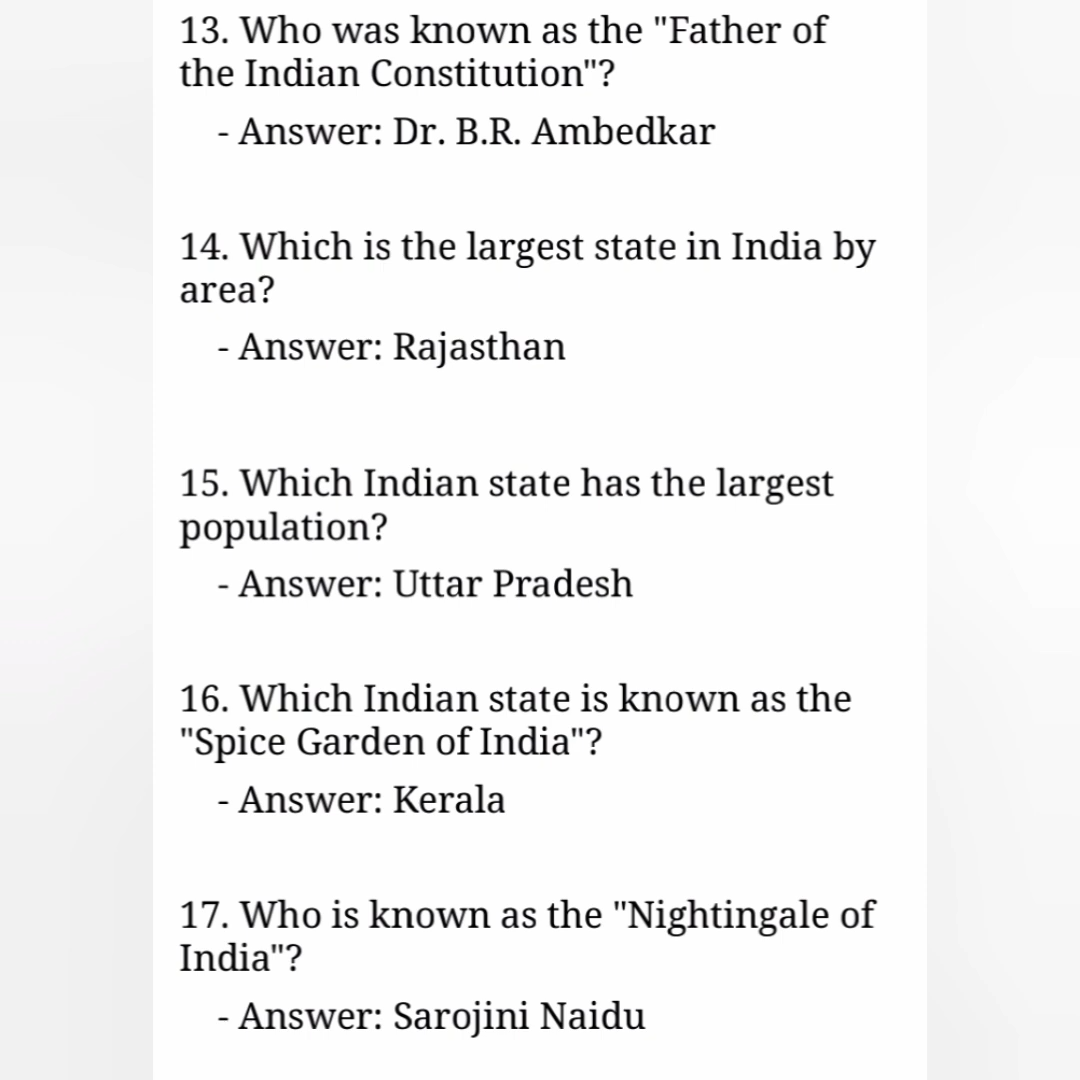 13. Who was known as the "Father of
the Indian Constitution"?
- Answer: Dr. B.R. Ambedkar
14. Which is the largest state in India by
area?
- Answer: Rajasthan
15. Which Indian state has the largest
population?
- Answer: Uttar Pradesh
16. Which Indian state is known as the
"Spice Garden of India"?
- Answer: Kerala
17. Who is known as the "Nightingale of
India"?
- Answer: Sarojini Naidu